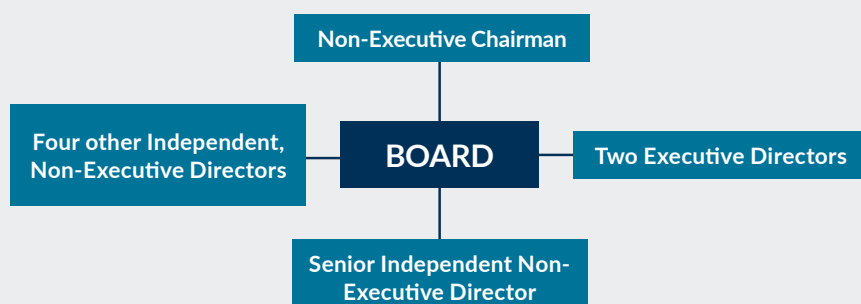 Non-Executive Chairman
Four other Independent,
Non-Executive Directors
BOARD
Two Executive Directors
Senior Independent Non-
Executive Director